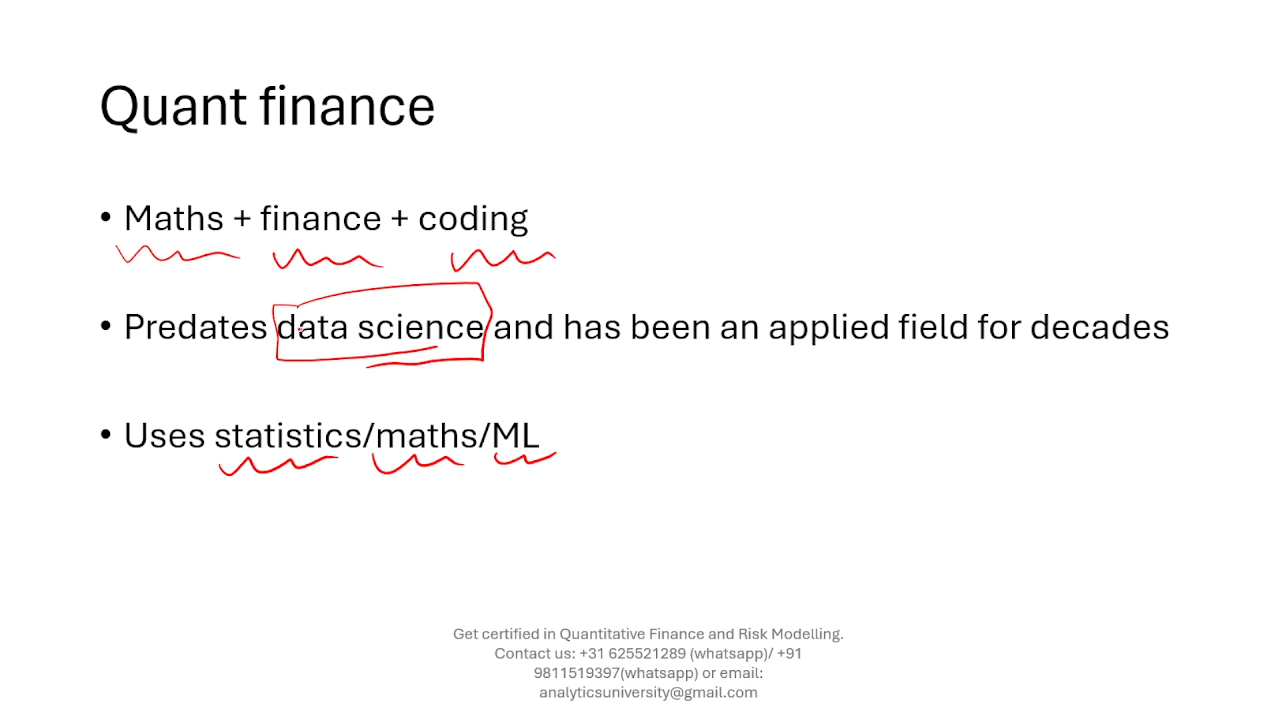 Quant finance
• Maths + finance + coding
• Predates data science and has been an applied field for decades
• Uses statistics/maths/ML
Get certified in Quantitative Finance and Risk Modelling.
Contact us: +31 625521289 (whatsapp)/ +91
9811519397(whatsapp) or email:
analyticsuniversity@gmail.com